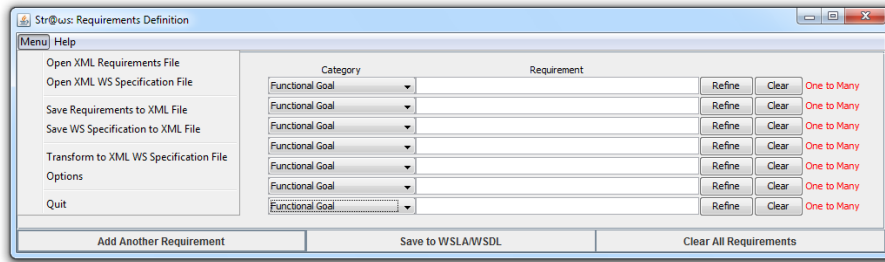 Str@ωs: Requirements Definition
Menu Help
Open XML Requirements File
Open XML WS Specification File
Save Requirements to XML File
Save WS Specification to XML File
Transform to XML WS Specification File
Options
Quit
Category Requirement
Functional Goal Refine Clear One to Many
Functional Goal Refine Clear One to Many
Functional Goal Refine Clear One to Many
Functional Goal Refine Clear One to Many
Functional Goal Refine Clear One to Many
Functional Goal Refine Clear One to Many
Functional Goal Refine Clear One to Many
Add Another Requirement Save to WSLA/WSDL Clear All Requirements